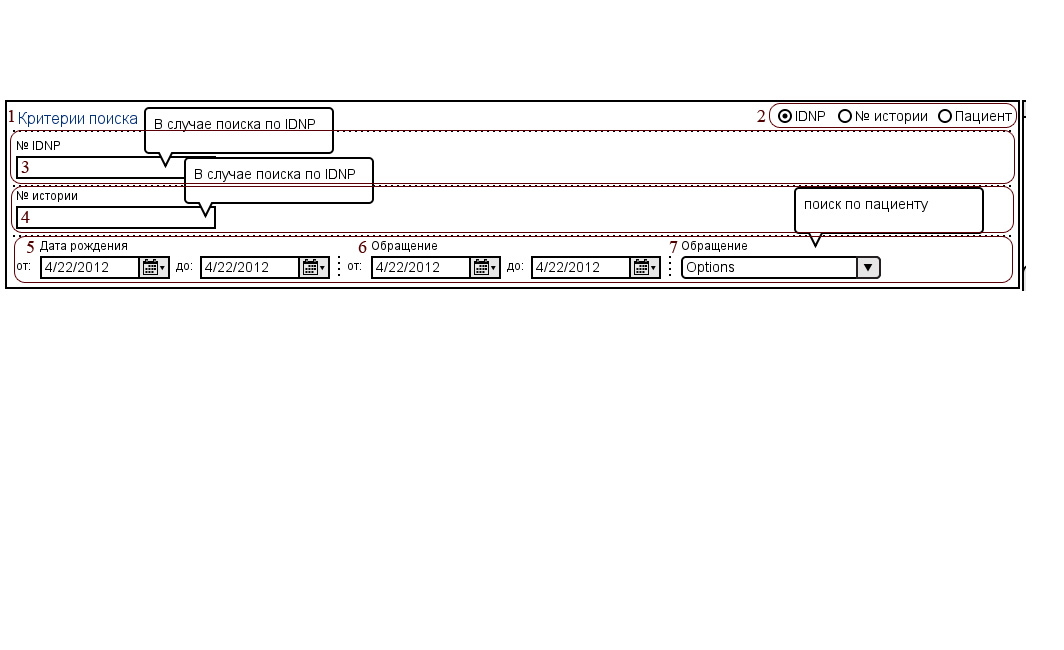 1 Критерии поиска
В случае поиска по IDNP
2 IDNP № истории Пациент
№ IDNP
3
В случае поиска по IDNP
№ истории
4
поиск по пациенту
5 Дата рождения 6 Обращение 7 Обращение
от: 4/22/2012 до: 4/22/2012 от: 4/22/2012 до: 4/22/2012 Options